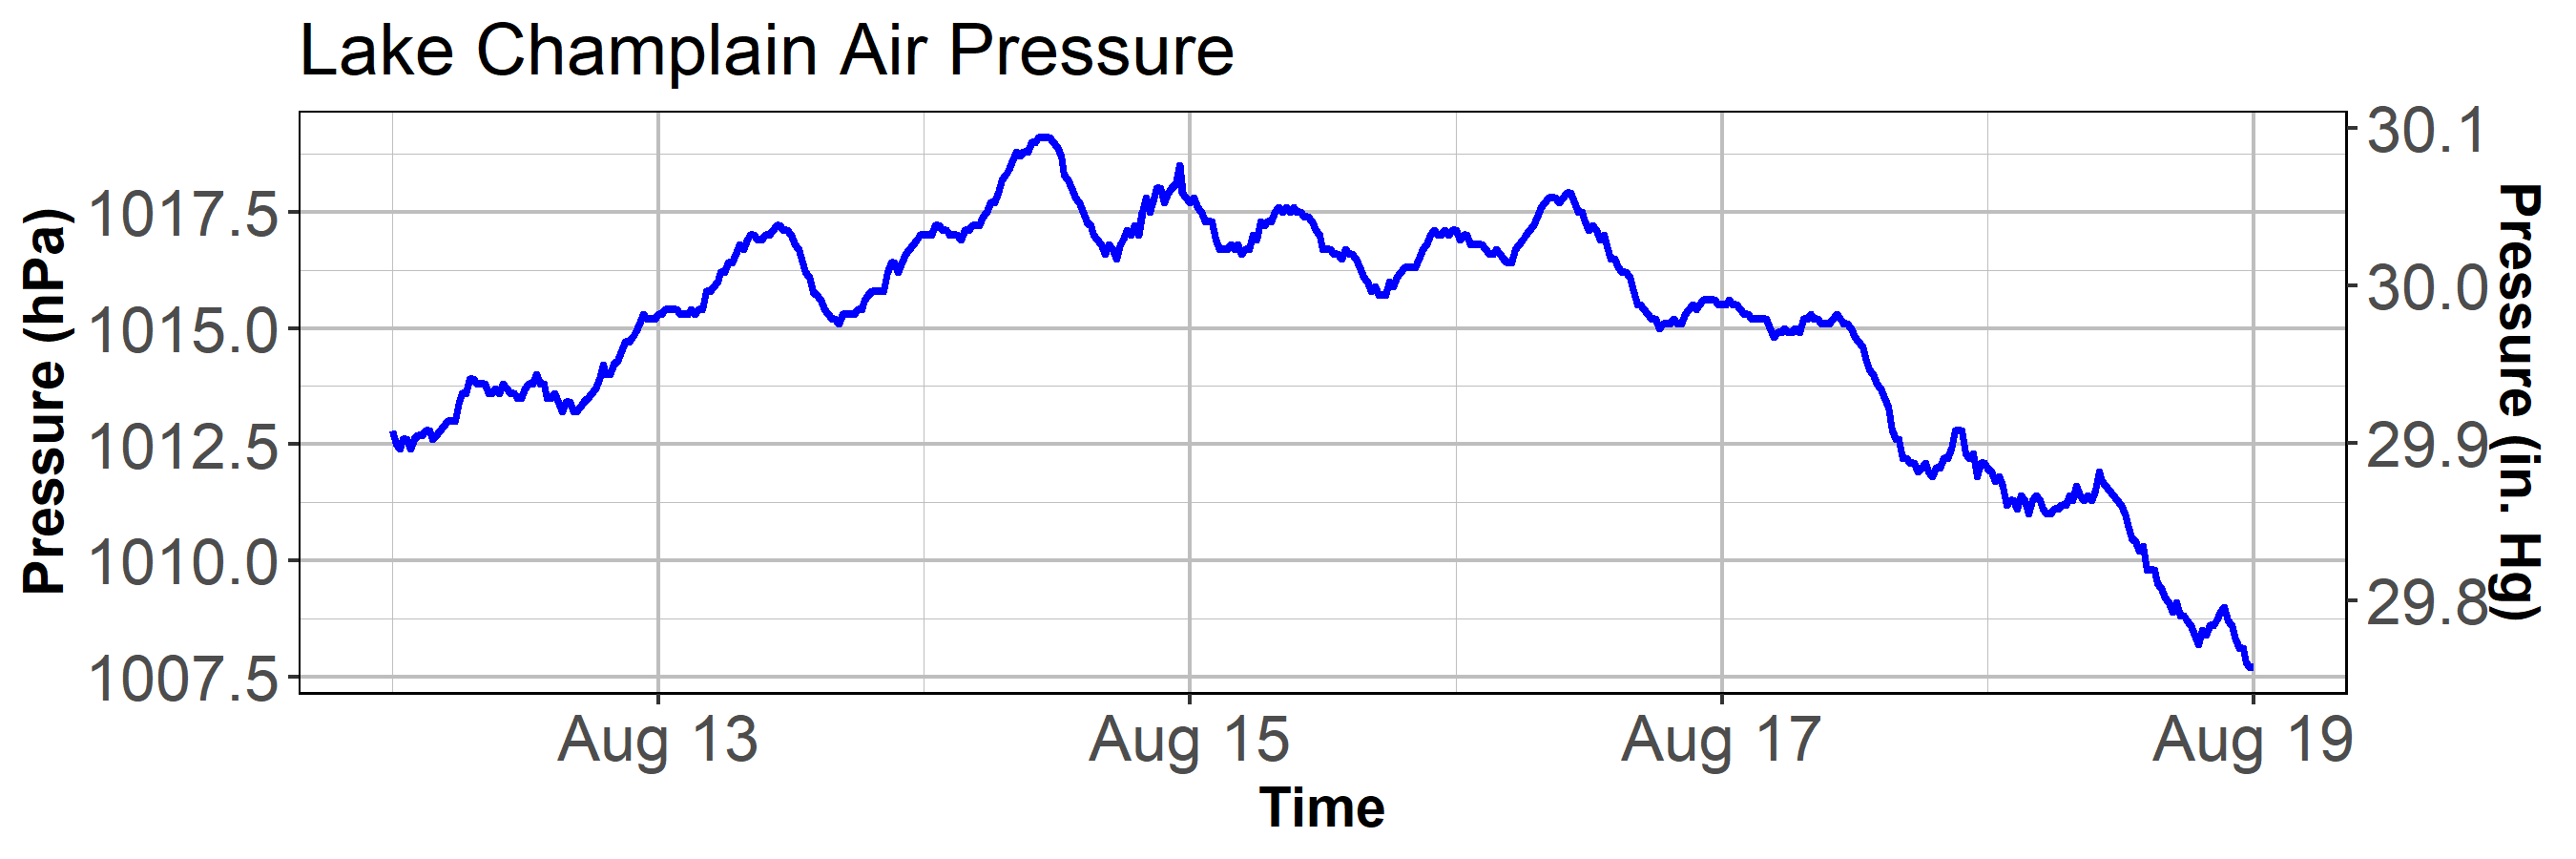 Lake Champlain Air Pressure
Pressure (hPa)
1017.5
1015.0
1012.5
1010.0
1007.5
30.1
30.0
29.9
29.8
Pressure (in. Hg)
Aug 13
Aug 15
Aug 17
Aug 19
Time